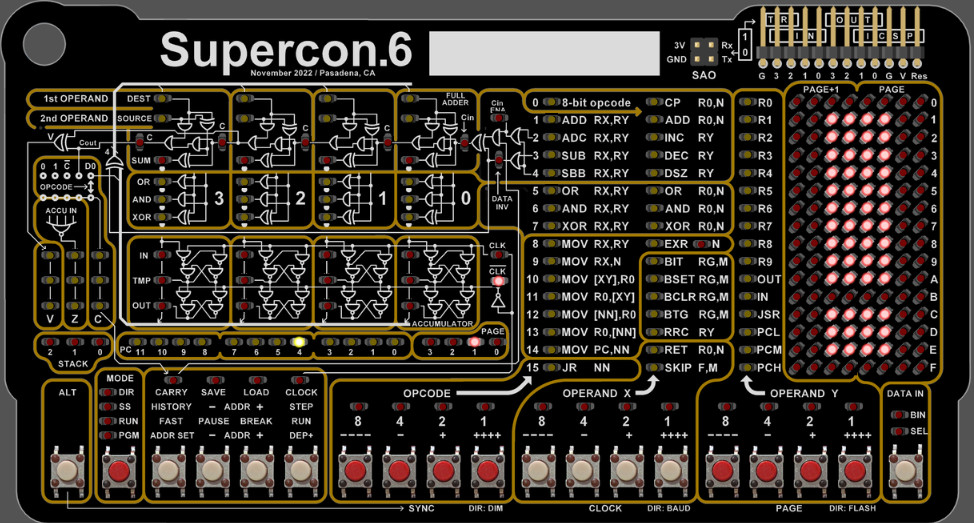 Supercon.6
November 2022 / Pasadena, CA
3V Rx
GND Tx
SAO
1
0
TR OUT
IN ICSP
G 3 2 1 0 3 2 1 0 G V Res
PAGE+1 PAGE
1st OPERAND DEST
2nd OPERAND SOURCE
FULL ADDER
Cin
Cin ENA
DATA INV
V Cout 4
C C C C
SUM
OR
AND
XOR
3 2 1 0
0 1 C D0
OPCODE
ACCU IN
IN
TMP
OUT
CLK
CLK
ACCUMULATOR
V Z C
2 1 0
STACK
PC 11 10 9 8 7 6 5 4 3 2 1 0
PAGE
3 2 1 0
0 8-bit opcode CP R0,N R0
1 ADD RX,RY ADD R0,N R1
2 ADC RX,RY INC RY R2
3 SUB RX,RY DEC RY R3
4 SBB RX,RY DSZ RY R4
5 OR RX,RY OR R0,N R5
6 AND RX,RY AND R0,N R6
7 XOR RX,RY XOR R0,N R7
8 MOV RX,RY EXR N R8
9 MOV RX,N BIT RG,M R9
10 MOV [XY],R0 BSET RG,M OUT
11 MOV R0,[XY] BCLR RG,M IN
12 MOV [NN],R0 BTG RG,M JSR
13 MOV R0,[NN] RRC RY PCL
14 MOV PC,NN RET R0,N PCM
15 JR NN SKIP F,M PCH
0
1
2
3
4
5
6
7
8
9
A
B
C
D
E
F
ALT
MODE
DIR
SS
RUN
PGM
CARRY SAVE LOAD CLOCK
HISTORY − ADDR + STEP
FAST PAUSE BREAK RUN
ADDR SET − ADDR + DEP+
OPCODE
8 4 2 1
---- - + ++++
OPERAND X
8 4 2 1
---- - + ++++
OPERAND Y
8 4 2 1
---- - + ++++
DATA IN
BIN
SEL
SYNC DIR: DIM CLOCK DIR: BAUD PAGE DIR: FLASH